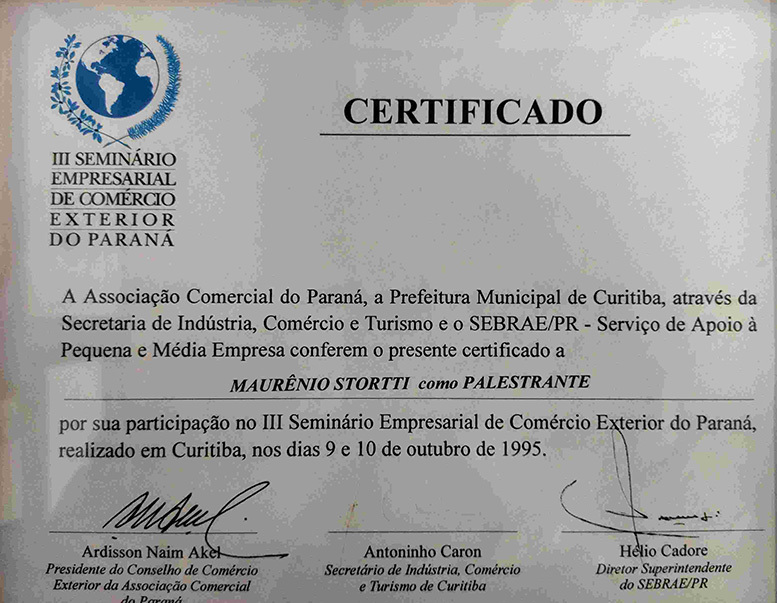 CERTIFICADO
III SEMINÁRIO
EMPRESARIAL
DE COMÉRCIO
EXTERIOR
DO PARANÁ
A Associação Comercial do Paraná, a Prefeitura Municipal de Curitiba, através da
Secretaria de Indústria, Comércio e Turismo e o SEBRAE/PR - Serviço de Apoio à
Pequena e Média Empresa conferem o presente certificado a
MAURÊNIO STORTTI como PALESTRANTE
por sua participação no III Seminário Empresarial de Comércio Exterior do Paraná,
realizado em Curitiba, nos dias 9 e 10 de outubro de 1995.
Ardisson Naim Akel
Presidente do Conselho de Comércio
Exterior da Associação Comercial
do Paraná
Antoninho Caron
Secretário de Indústria, Comércio
e Turismo de Curitiba
Hélio Cadore
Diretor Superintendente
do SEBRAE/PR